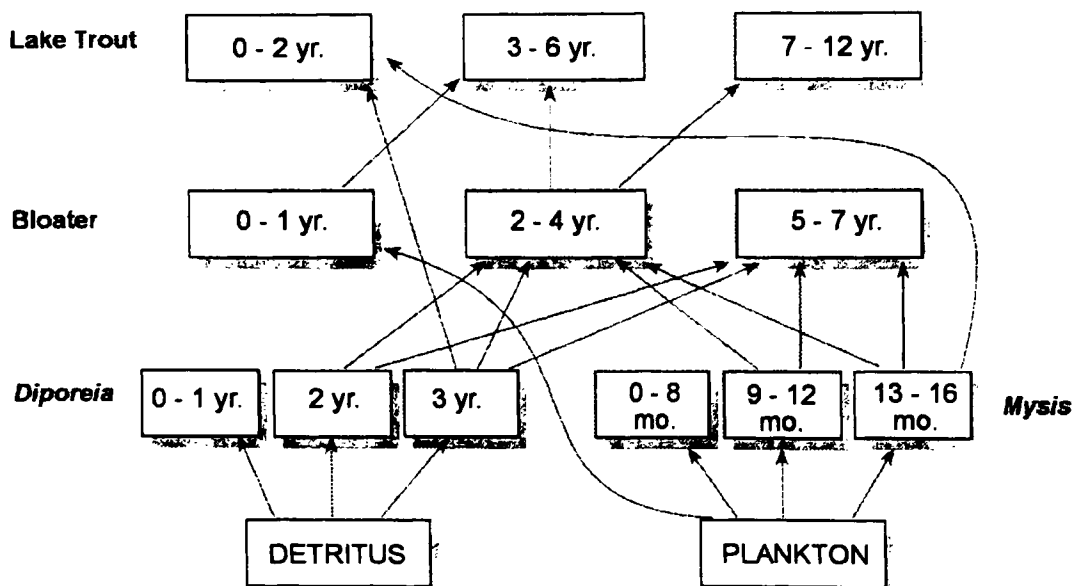 Lake Trout
0 - 2 yr.
3 - 6 yr.
7 - 12 yr.
Bloater
0 - 1 yr.
2 - 4 yr.
5 - 7 yr.
Diporeia
0 - 1 yr.
2 yr.
3 yr.
0 - 8
mo.
9 - 12
mo.
13 - 16
mo.
Mysis
DETRITUS
PLANKTON